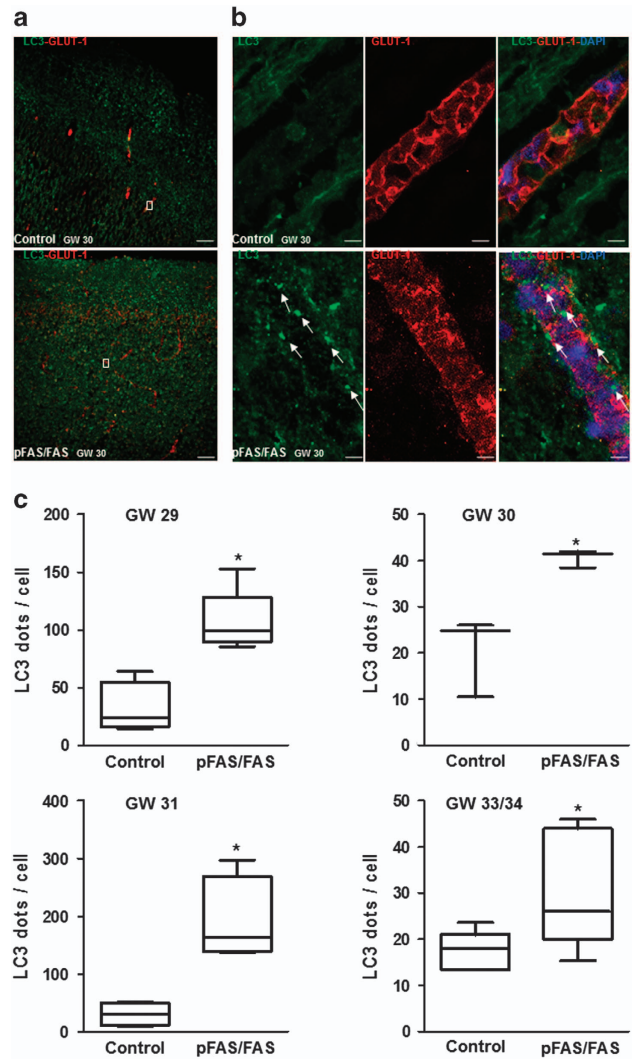 a
LC3-GLUT-1
Control GW 30
LC3-GLUT-1
pFAS/FAS GW 30
b
LC3
GLUT-1
LC3-GLUT-1-DAPI
Control GW 30
LC3
GLUT-1
LC3-GLUT-1-DAPI
pFAS/FAS GW 30
c
GW 29
LC3 dots / cell
200
150
100
50
0
Control
pFAS/FAS
*
GW 30
LC3 dots / cell
50
40
30
20
10
0
Control
pFAS/FAS
*
GW 31
LC3 dots / cell
400
300
200
100
0
Control
pFAS/FAS
*
GW 33/34
LC3 dots / cell
50
40
30
20
10
0
Control
pFAS/FAS
*